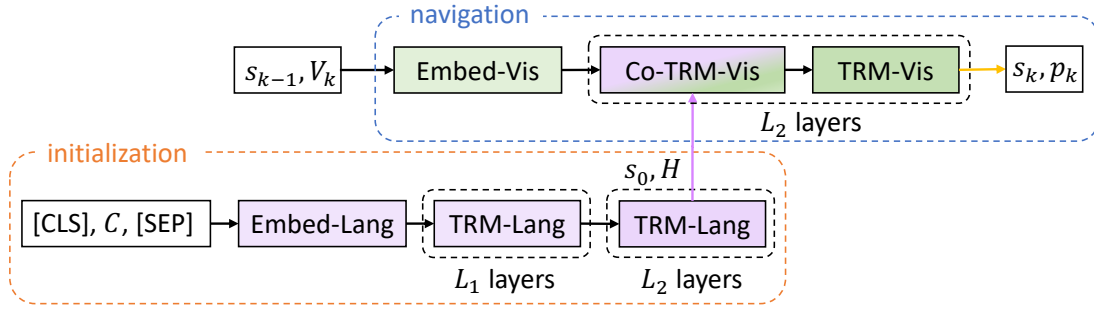 navigation
s_{k-1}, V_k
Embed-Vis
Co-TRM-Vis
TRM-Vis
s_k, p_k
L_2 layers
initialization
s_0, H
[CLS], C, [SEP]
Embed-Lang
TRM-Lang
TRM-Lang
L_1 layers
L_2 layers